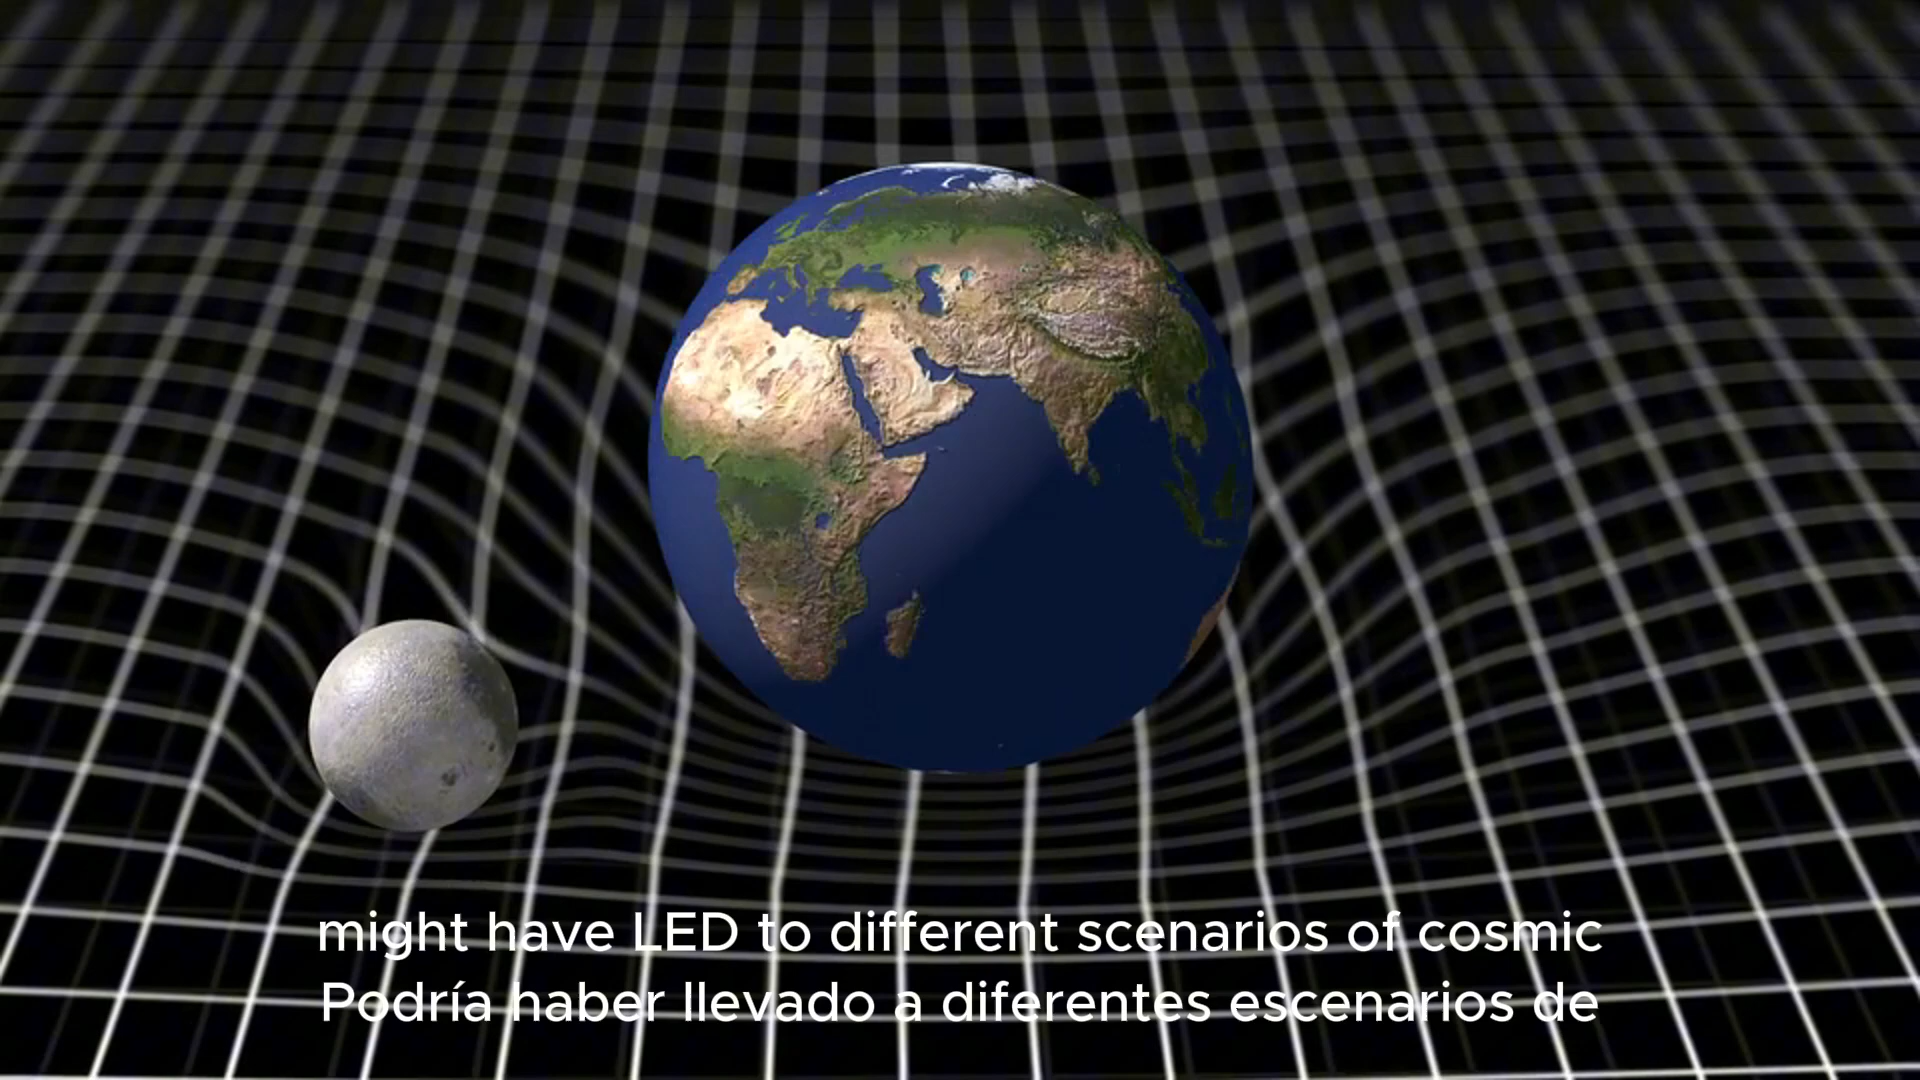 might have LED to different scenarios of cosmic
Podría haber llevado a diferentes escenarios de